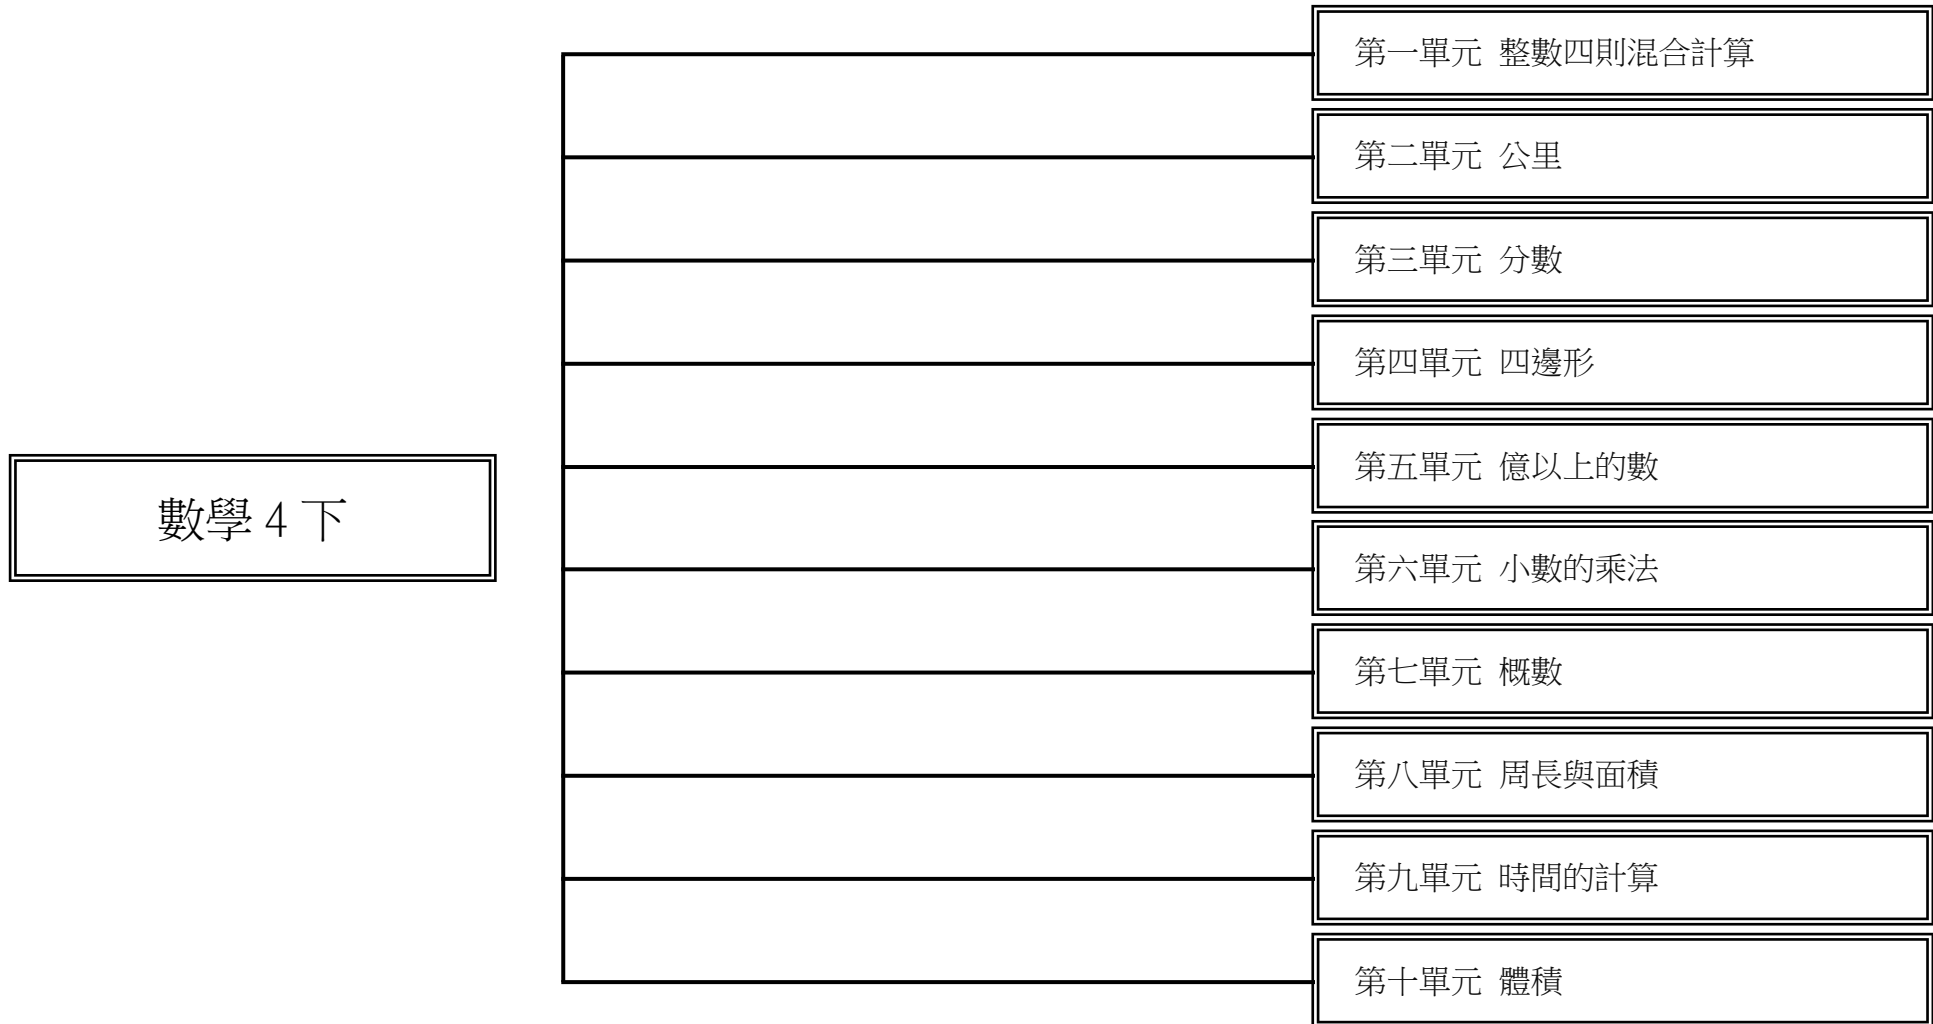 數學 4 下
第一單元 整數四則混合計算
第二單元 公里
第三單元 分數
第四單元 四邊形
第五單元 億以上的數
第六單元 小數的乘法
第七單元 概數
第八單元 周長與面積
第九單元 時間的計算
第十單元 體積